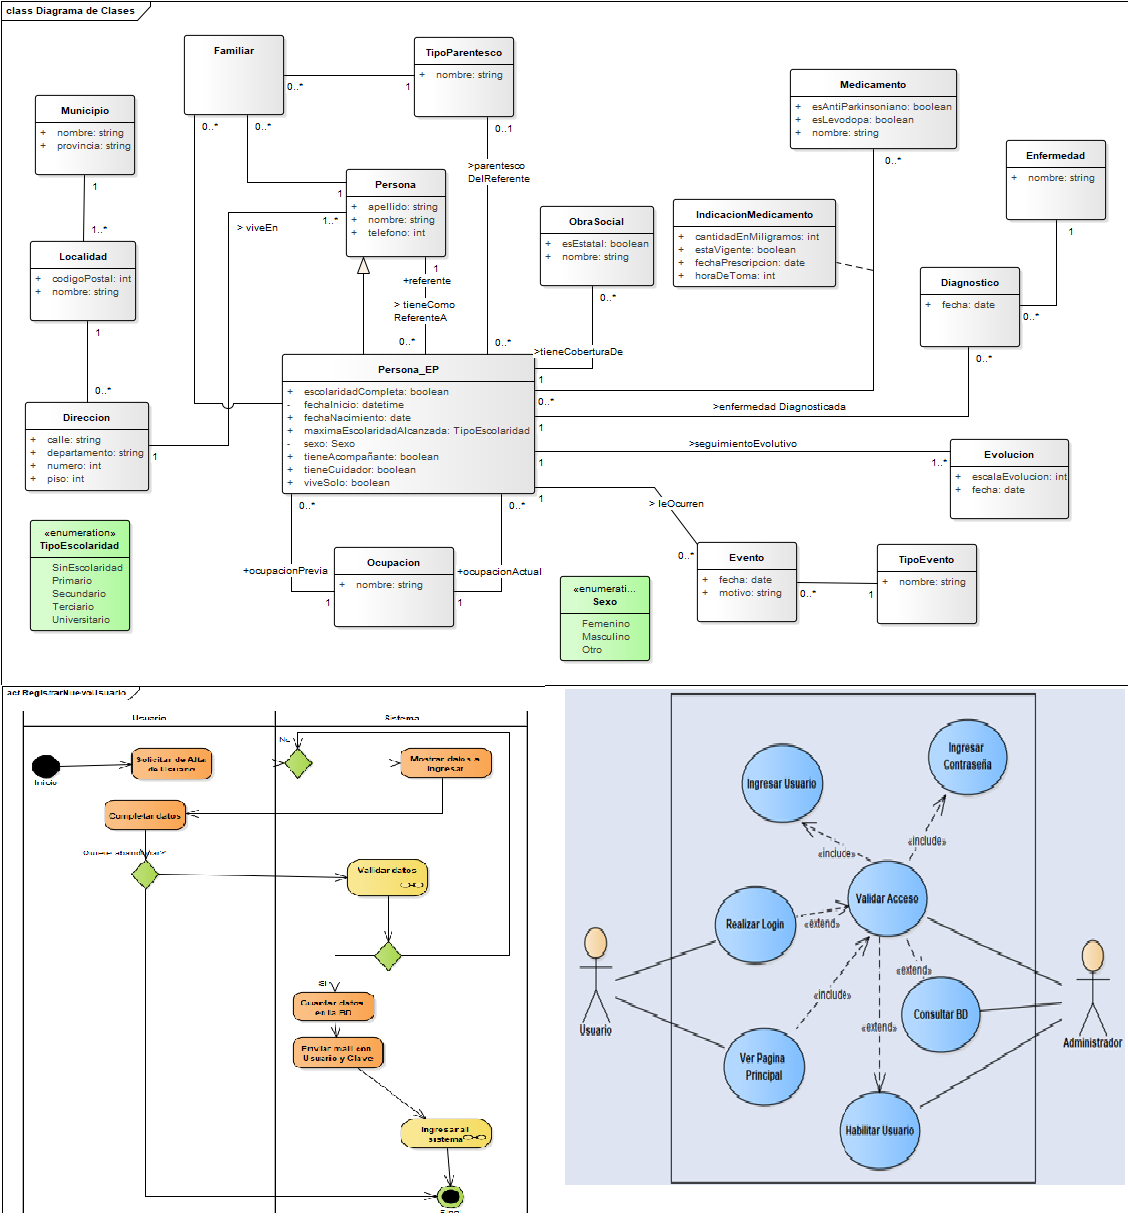 class Diagrama de Clases
Familiar
TipoParentesco
+ nombre: string
0..*
1
0..*
0..*
0..1
Municipio
+ nombre: string
+ provincia: string
1
1..*
Localidad
+ codigoPostal: int
+ nombre: string
1
0..*
Direccion
+ calle: string
+ departamento: string
+ numero: int
+ piso: int
1
> viveEn
1
1..*
Persona
+ apellido: string
+ nombre: string
+ telefono: int
1
+referente
> tieneComo
ReferenteA
0..*
>parentesco
DelReferente
0..*
ObraSocial
+ esEstatal: boolean
+ nombre: string
0..*
>tieneCoberturaDe
1
Medicamento
+ esAntiParkinsoniano: boolean
+ esLevodopa: boolean
+ nombre: string
0..*
IndicacionMedicamento
+ cantidadEnMiligramos: int
+ estaVigente: boolean
+ fechaPrescripcion: date
+ horaDeToma: int
Enfermedad
+ nombre: string
1
Diagnostico
+ fecha: date
0..*
0..*
Persona_EP
+ escolaridadCompleta: boolean
- fechaInicio: datetime
+ fechaNacimiento: date
+ maximaEscolaridadAlcanzada: TipoEscolaridad
- sexo: Sexo
+ tieneAcompañante: boolean
+ tieneCuidador: boolean
+ viveSolo: boolean
0..*
>enfermedad Diagnosticada
1
>seguimientoEvolutivo
1
1..*
Evolucion
+ escalaEvolucion: int
+ fecha: date
1
> leOcurren
0..*
Evento
+ fecha: date
+ motivo: string
0..*
1
TipoEvento
+ nombre: string
0..*
0..*
+ocupacionPrevia
+ocupacionActual
1
1
Ocupacion
+ nombre: string
«enumeration»
TipoEscolaridad
SinEscolaridad
Primario
Secundario
Terciario
Universitario
«enumerati...
Sexo
Femenino
Masculino
Otro
act RegistrarNuevoUsuario
Usuario
Sistema
Inicio
Solicitar de Alta
de Usuario
No
Mostrar datos a
Ingresar
Completar datos
Validar datos
SI
Guardar datos
en la BD
Enviar mail con
Usuario y Clave
Ingresar al
sistema
Ingresar Usuario
Ingresar
Contraseña
«include»
«include»
Validar Acceso
Realizar Login
«extend»
«extend»
«include»
«extend»
Consultar BD
Ver Pagina
Principal
Habilitar Usuario
Usuario
Administrador